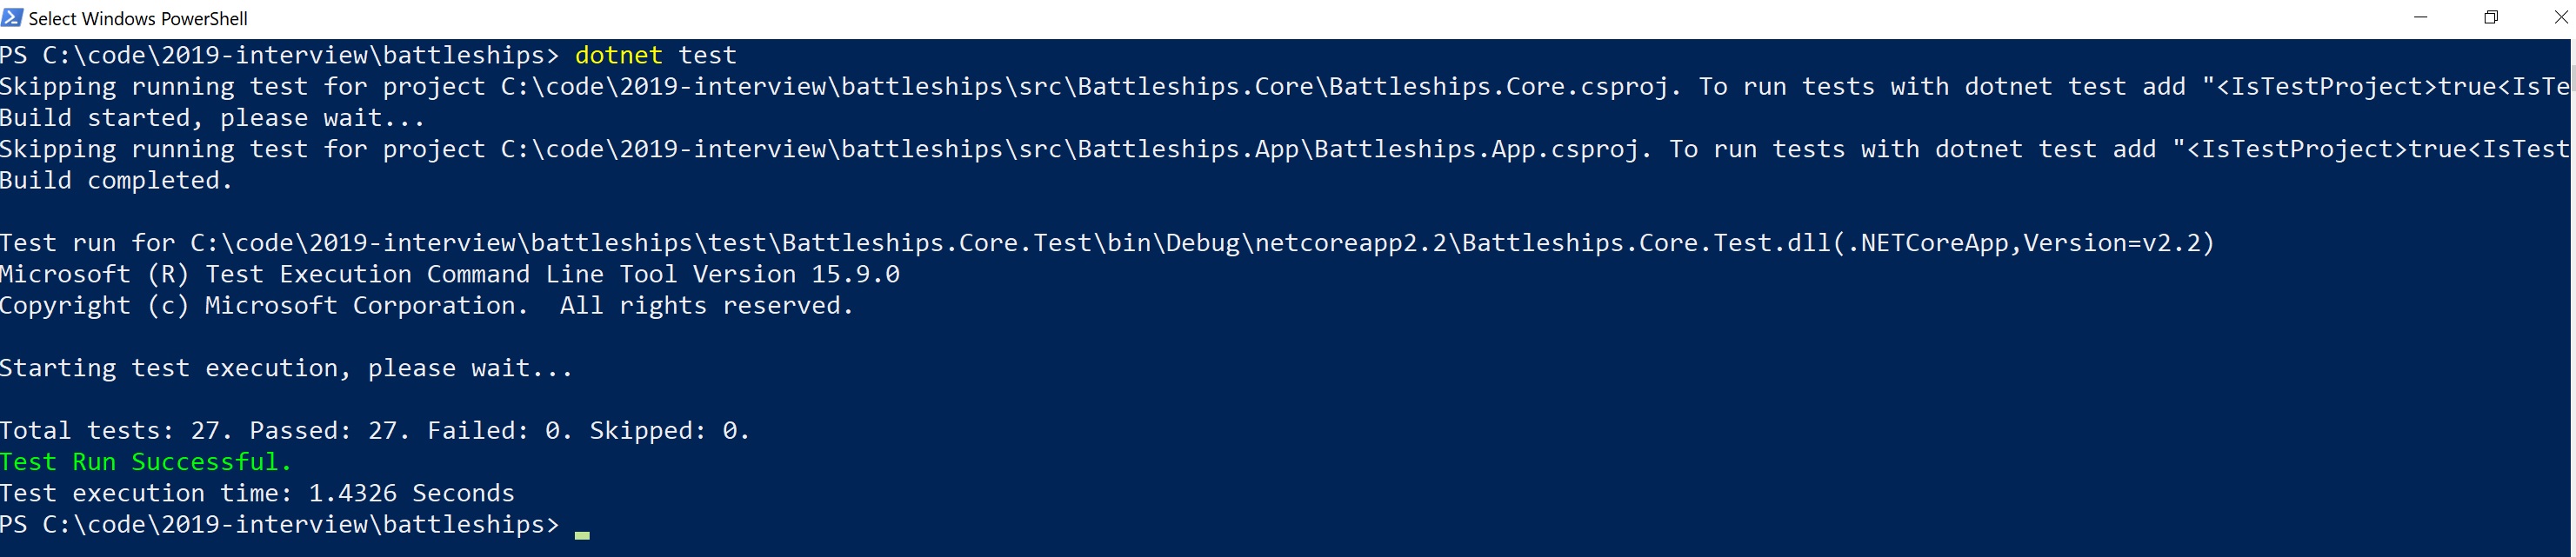 Select Windows PowerShell
PS C:\code\2019-interview\battleships> dotnet test
Skipping running test for project C:\code\2019-interview\battleships\src\Battleships.Core\Battleships.Core.csproj. To run tests with dotnet test add "<IsTestProject>true<IsTe
Build started, please wait...
Skipping running test for project C:\code\2019-interview\battleships\src\Battleships.App\Battleships.App.csproj. To run tests with dotnet test add "<IsTestProject>true<IsTest
Build completed.
Test run for C:\code\2019-interview\battleships\test\Battleships.Core.Test\bin\Debug\netcoreapp2.2\Battleships.Core.Test.dll(.NETCoreApp,Version=v2.2)
Microsoft (R) Test Execution Command Line Tool Version 15.9.0
Copyright (c) Microsoft Corporation.  All rights reserved.
Starting test execution, please wait...
Total tests: 27. Passed: 27. Failed: 0. Skipped: 0.
Test Run Successful.
Test execution time: 1.4326 Seconds
PS C:\code\2019-interview\battleships>